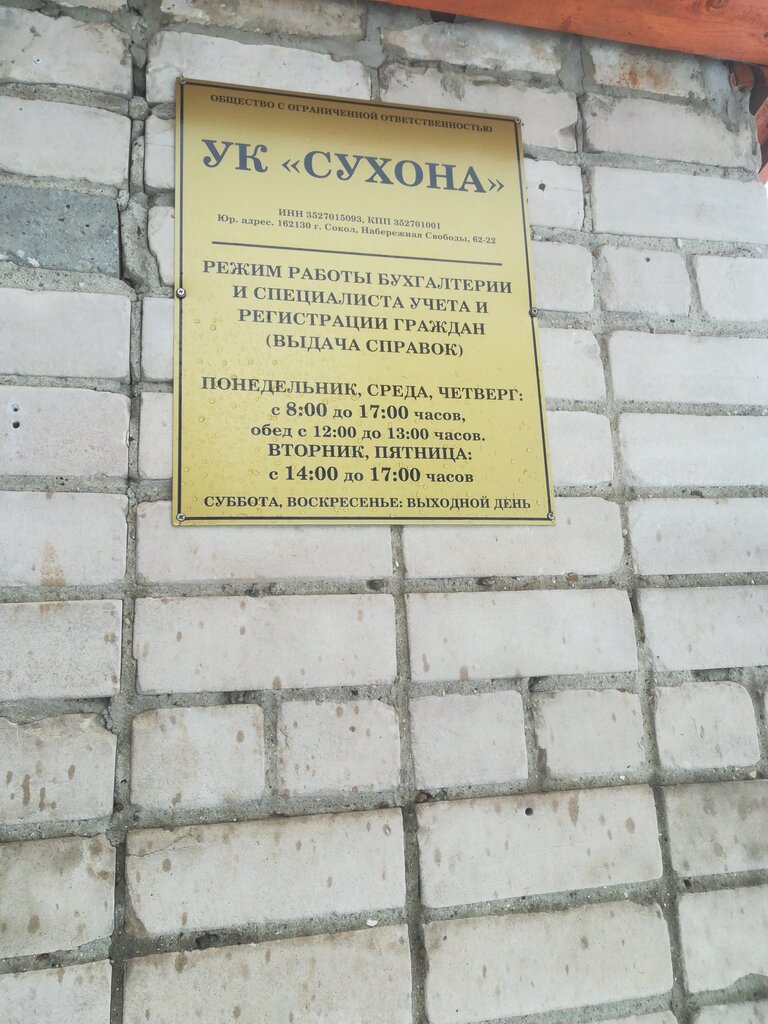 ОБЩЕСТВО С ОГРАНИЧЕННОЙ ОТВЕТСТВЕННОСТЬЮ
УК «СУХОНА»
ИНН 3527015093, КПП 352701001
Юр. адрес. 162130 г. Сокол, Набережная Свободы, 62-22
РЕЖИМ РАБОТЫ БУХГАЛТЕРИИ
И СПЕЦИАЛИСТА УЧЕТА И
РЕГИСТРАЦИИ ГРАЖДАН
(ВЫДАЧА СПРАВОК)
ПОНЕДЕЛЬНИК, СРЕДА, ЧЕТВЕРГ:
с 8:00 до 17:00 часов,
обед с 12:00 до 13:00 часов.
ВТОРНИК, ПЯТНИЦА:
с 14:00 до 17:00 часов
СУББОТА, ВОСКРЕСЕНЬЕ: ВЫХОДНОЙ ДЕНЬ